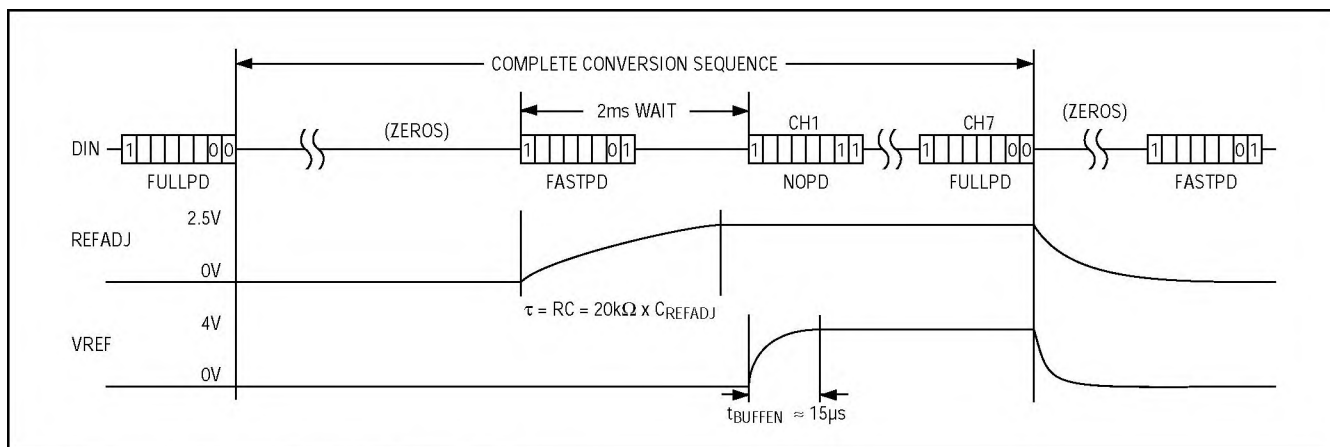 COMPLETE CONVERSION SEQUENCE
2ms WAIT
(ZEROS) CH1 CH7 (ZEROS)
DIN 1 0 0 1 0 1 1 1 1 1 0 0 1 0 1
FULLPD FASTPD NOPD FULLPD FASTPD
2.5V
REFADJ
0V
τ = RC = 20kΩ x CREFADJ
4V
VREF
0V
tBUFFEN ≈ 15µs